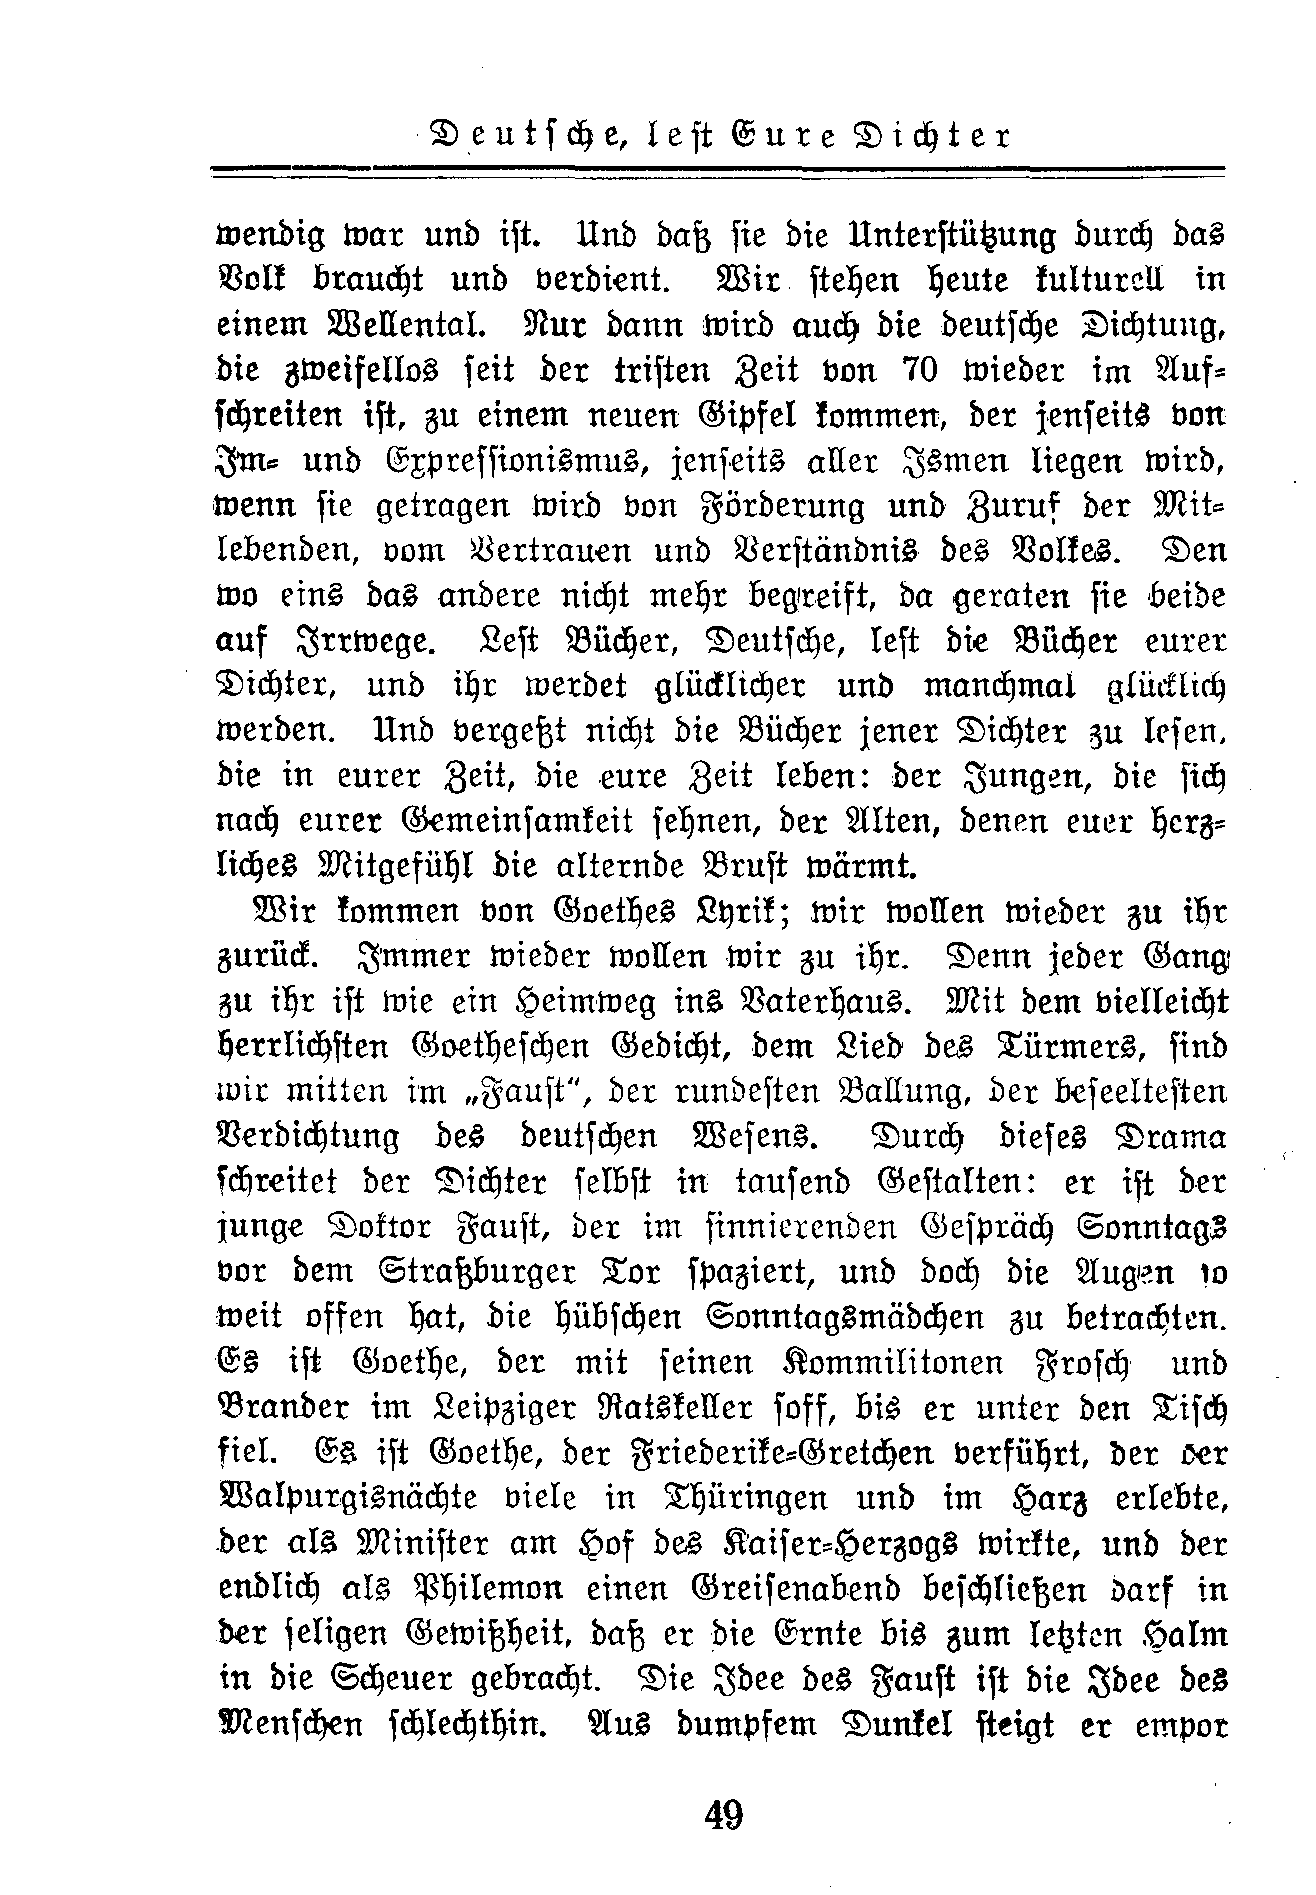 Deutsche, lest Eure Dichter
wendig war und ist. Und daß sie die Unterstützung durch das
Volk braucht und verdient. Wir stehen heute kulturell in
einem Wellental. Nur dann wird auch die deutsche Dichtung,
die zweifellos seit der tristen Zeit von 70 wieder im Auf-
schreiten ist, zu einem neuen Gipfel kommen, der jenseits von
Im- und Expressionismus, jenseits aller Ismen liegen wird,
wenn sie getragen wird von Förderung und Zuruf der Mit-
lebenden, vom Vertrauen und Verständnis des Volkes. Den
wo eins das andere nicht mehr begreift, da geraten sie beide
auf Irrwege. Lest Bücher, Deutsche, lest die Bücher eurer
Dichter, und ihr werdet glücklicher und manchmal glücklich
werden. Und vergeßt nicht die Bücher jener Dichter zu lesen,
die in eurer Zeit, die eure Zeit leben: der Jungen, die sich
nach eurer Gemeinsamkeit sehnen, der Alten, denen euer herz-
liches Mitgefühl die alternde Brust wärmt.
Wir kommen von Goethes Lyrik; wir wollen wieder zu ihr
zurück. Immer wieder wollen wir zu ihr. Denn jeder Gang
zu ihr ist wie ein Heimweg ins Vaterhaus. Mit dem vielleicht
herrlichsten Goetheschen Gedicht, dem Lied des Türmers, sind
wir mitten im „Faust“, der rundesten Ballung, der beseeltesten
Verdichtung des deutschen Wesens. Durch dieses Drama
schreitet der Dichter selbst in tausend Gestalten: er ist der
junge Doktor Faust, der im sinnierenden Gespräch Sonntags
vor dem Straßburger Tor spaziert, und doch die Augen so
weit offen hat, die hübschen Sonntagsmädchen zu betrachten.
Es ist Goethe, der mit seinen Kommilitonen Frosch und
Brander im Leipziger Ratskeller soff, bis er unter den Tisch
fiel. Es ist Goethe, der Friederike-Gretchen verführt, der der
Walpurgisnächte viele in Thüringen und im Harz erlebte,
der als Minister am Hof des Kaiser-Herzogs wirkte, und der
endlich als Philemon einen Greisenabend beschließen darf in
der seligen Gewißheit, daß er die Ernte bis zum letzten Halm
in die Scheuer gebracht. Die Idee des Faust ist die Idee des
Menschen schlechthin. Aus dumpfem Dunkel steigt er empor
49